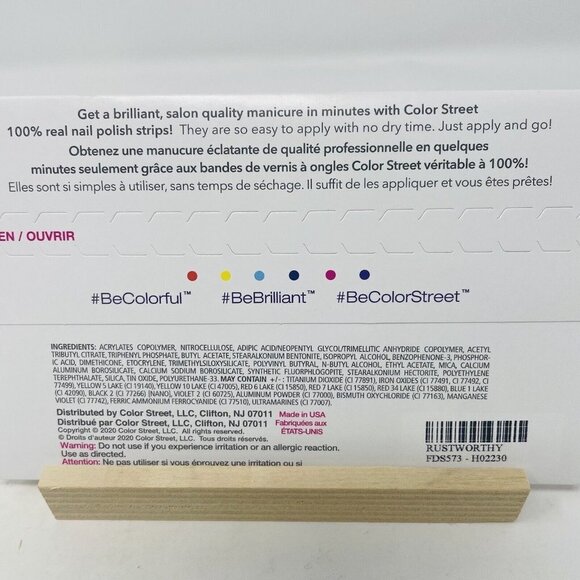 Get a brilliant, salon quality manicure in minutes with Color Street
100% real nail polish strips! They are so easy to apply with no dry time. Just apply and go!
Obtenez une manucure éclatante de qualité professionelle en quelques
minutes seulement grâce aux bandes de vernis à ongles Color Street véritable à 100%!
Elles sont si simples à utiliser, sans temps de séchage. Il suffit de les appliquer et vous êtes prêtes!
EN / OUVRIR
#BeColorful™ #BeBrilliant™ #BeColorStreet™
INGREDIENTS: ACRYLATES COPOLYMER, NITROCELLULOSE, ADIPIC ACID/NEOPENTYL GLYCOL/TRIMELLITIC ANHYDRIDE COPOLYMER, ACETYL
TRIBUTYL CITRATE, TRIPHENYL PHOSPHATE, BUTYL ACETATE, STEARALKONIUM BENTONITE, ISOPROPYL ALCOHOL, BENZOPHENONE-3, PHOSPHOR-
IC ACID, DIMETHICONE, ETOCRYLENE, TRIMETHYLSILOXYSILICATE, POLYVINYL BUTYRAL, N-BUTYL ALCOHOL, ETHYL ACETATE, MICA, CALCIUM
ALUMINUM BOROSILICATE, CALCIUM SODIUM BOROSILICATE, SYNTHETIC FLUORPHLOGOPITE, STEARALKONIUM HECTORITE, POLYETHYLENE
TEREPHTHALATE, SILICA, TIN OXIDE, POLYURETHANE-33. MAY CONTAIN +/- : TITANIUM DIOXIDE (CI 77891), IRON OXIDES (CI 77491, CI 77492, CI
77499), YELLOW 5 LAKE (CI 19140), YELLOW 10 LAKE (CI 47005), RED 6 LAKE (CI 15850), RED 7 LAKE (CI 15850), RED 34 LAKE (CI 15880), BLUE 1 LAKE
(CI 42090), BLACK 2 (CI 77266) [NANO], VIOLET 2 (CI 60725), ALUMINUM POWDER (CI 77000), BISMUTH OXYCHLORIDE (CI 77163), MANGANESE
VIOLET (CI 77742), FERRIC AMMONIUM FERROCYANIDE (CI 77510), ULTRAMARINES (CI 77007).
Distributed by Color Street, LLC, Clifton, NJ 07011 Made in USA
Distribué par Color Street, LLC, Clifton, NJ 07011 Fabriquées aux
Copyright © 2020 Color Street, LLC. All rights reserved. ÉTATS-UNIS
© Droits d'auteur 2020 Color Street, LLC. Tous droits réservés.
Warning: Do not use if you experience irritation or an allergic reaction.
Use as directed.
Attention: Ne pas utiliser si vous éprouvez une irritation ou si
RUSTWORTHY
FDS573 - H02230